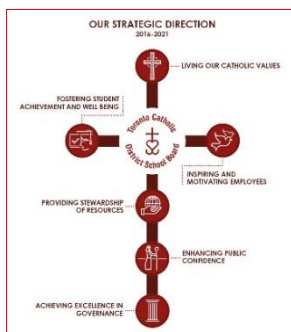 OUR STRATEGIC DIRECTION
2016-2021
LIVING OUR CATHOLIC VALUES
FOSTERING STUDENT
ACHIEVEMENT AND WELL BEING
Toronto Catholic
District School Board
INSPIRING AND
MOTIVATING EMPLOYEES
PROVIDING STEWARDSHIP
OF RESOURCES
ENHANCING PUBLIC
CONFIDENCE
ACHIEVING EXCELLENCE IN
GOVERNANCE